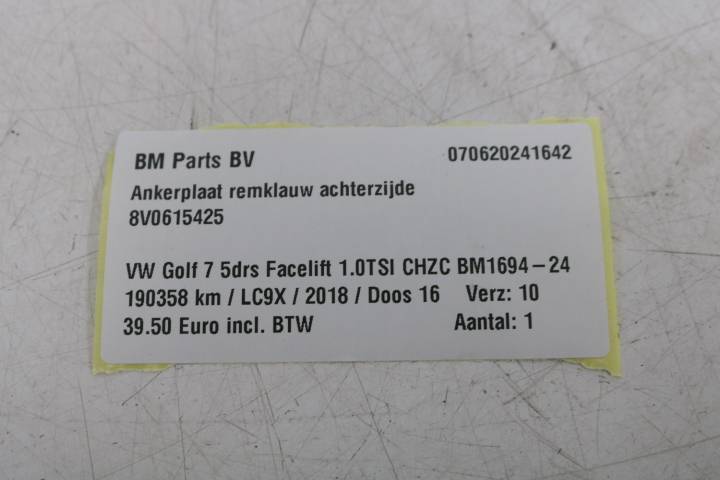 BM Parts BV 070620241642
Ankerplaat remklauw achterzijde
8V0615425
VW Golf 7 5drs Facelift 1.0TSI CHZC BM1694-24
190358 km / LC9X / 2018 / Doos 16 Verz: 10
39.50 Euro incl. BTW Aantal: 1